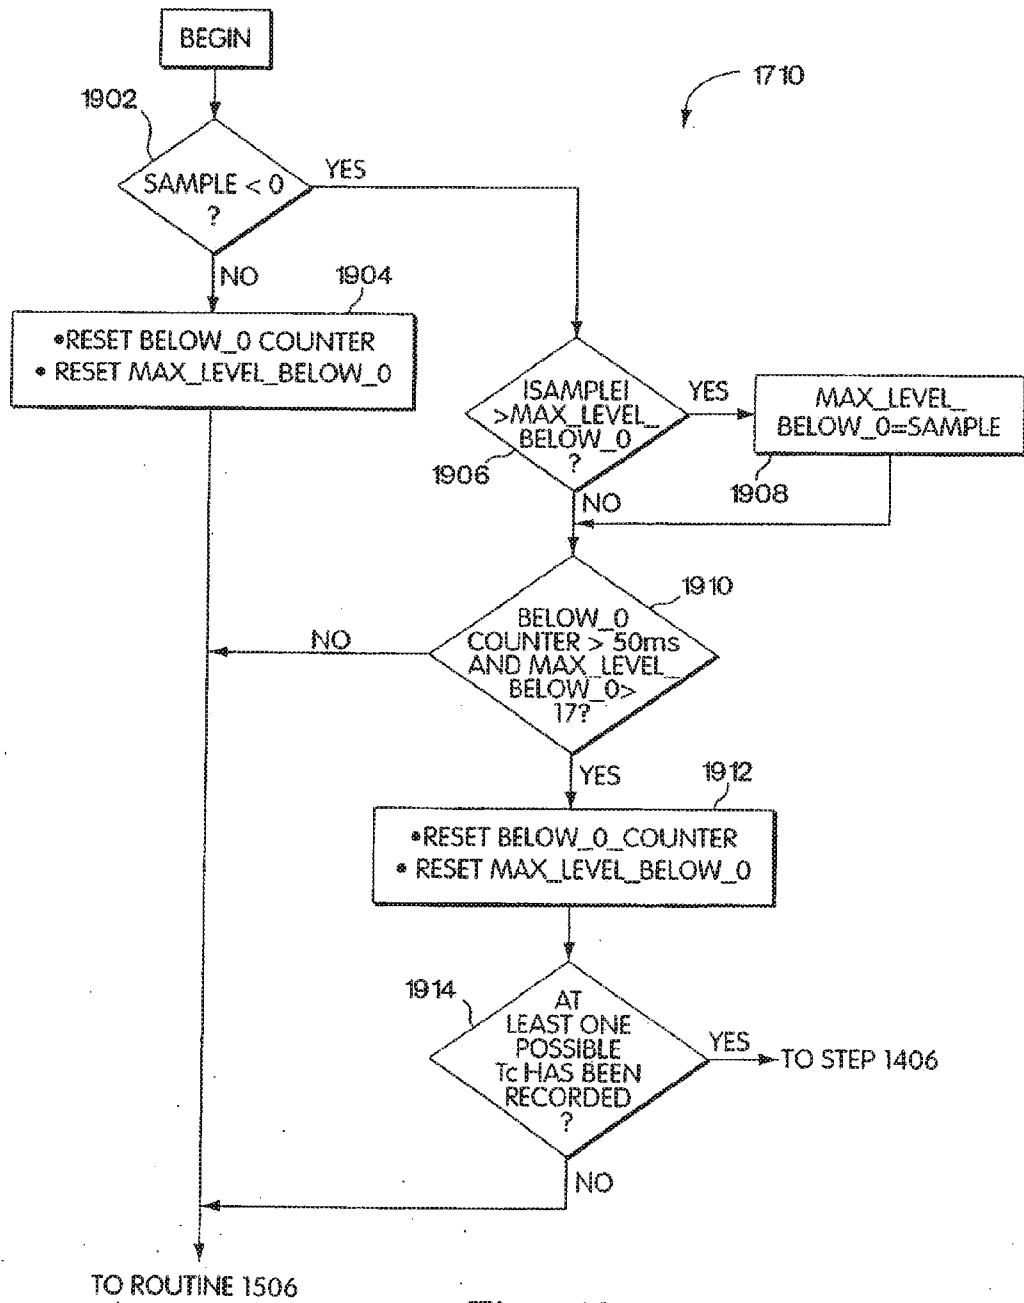 BEGIN
1710
1902
SAMPLE < 0
?
YES
NO
1904
•RESET BELOW_0 COUNTER
• RESET MAX_LEVEL_BELOW_0
|SAMPLE|
>MAX_LEVEL_
BELOW_0
?
1906
YES
MAX_LEVEL_
BELOW_0=SAMPLE
1908
NO
1910
BELOW_0
COUNTER > 50ms
AND MAX_LEVEL_
BELOW_0>
17?
NO
YES
1912
•RESET BELOW_0_COUNTER
• RESET MAX_LEVEL_BELOW_0
1914
AT
LEAST ONE
POSSIBLE
Tc HAS BEEN
RECORDED
?
YES
TO STEP 1406
NO
TO ROUTINE 1506